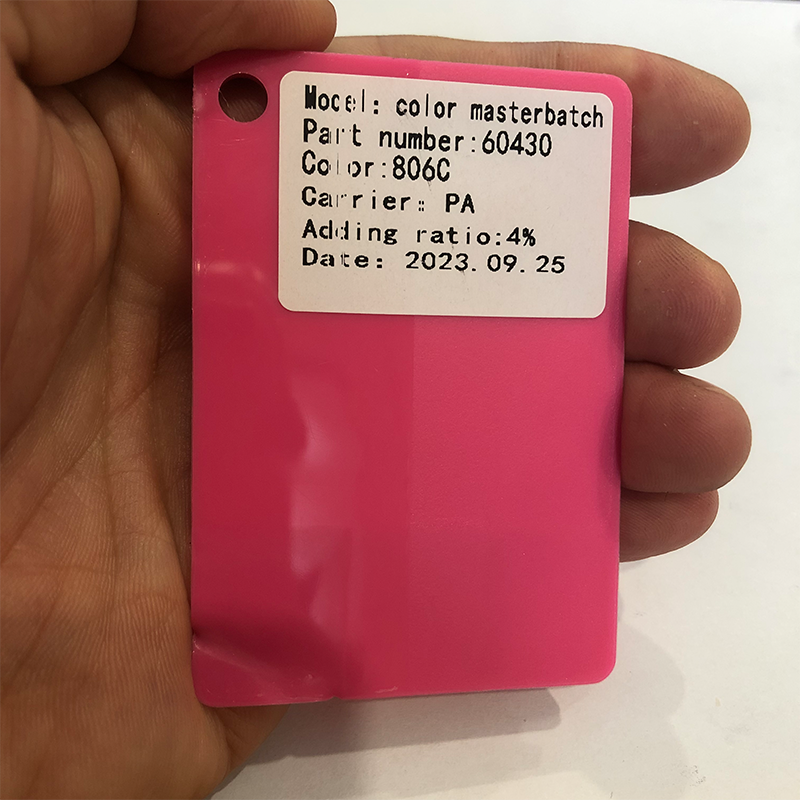 Model: color masterbatch
Part number:60430
Color:806C
Carrier: PA
Adding ratio:4%
Date: 2023.09.25